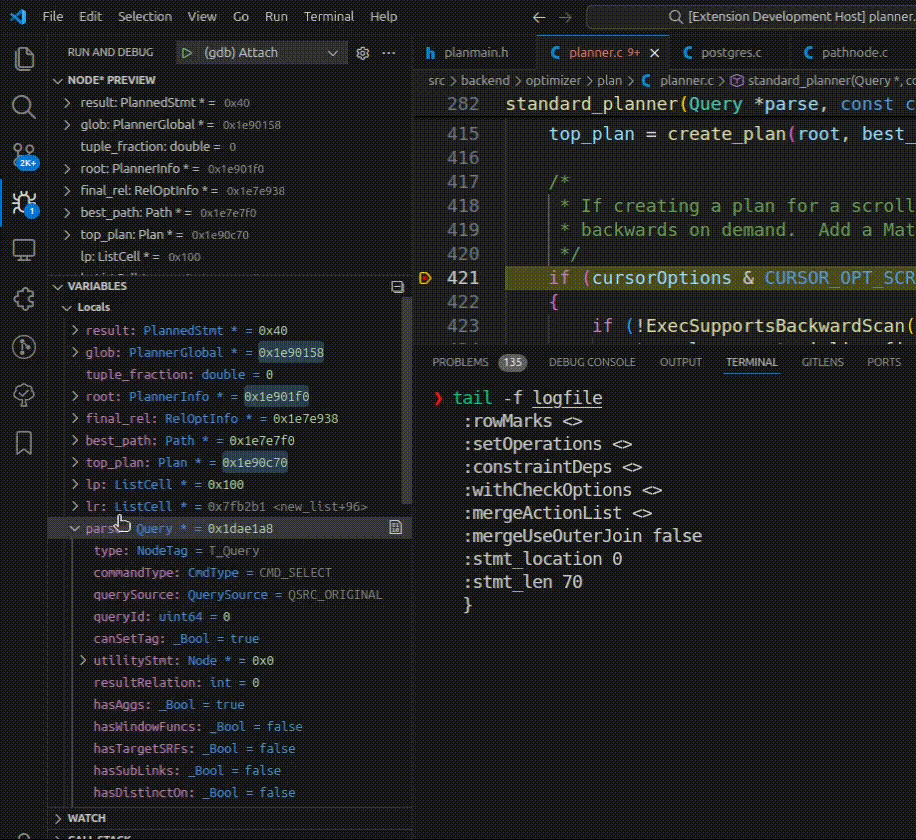 File Edit Selection View Go Run Terminal Help
[Extension Development Host] planner.
RUN AND DEBUG
(gdb) Attach
2K+
1
NODE* PREVIEW
result: PlannedStmt * = 0x40
glob: PlannerGlobal * = 0x1e90158
tuple_fraction: double = 0
root: PlannerInfo * = 0x1e901f0
final_rel: RelOptInfo * = 0x1e7e938
best_path: Path * = 0x1e7e7f0
top_plan: Plan * = 0x1e90c70
lp: ListCell * = 0x100
VARIABLES
Locals
result: PlannedStmt * = 0x40
glob: PlannerGlobal * = 0x1e90158
tuple_fraction: double = 0
root: PlannerInfo * = 0x1e901f0
final_rel: RelOptInfo * = 0x1e7e938
best_path: Path * = 0x1e7e7f0
top_plan: Plan * = 0x1e90c70
lp: ListCell * = 0x100
lr: ListCell * = 0x7fb2b1 <new_list+96>
pars Query * = 0x1dae1a8
type: NodeTag = T_Query
commandType: CmdType = CMD_SELECT
querySource: QuerySource = QSRC_ORIGINAL
queryId: uint64 = 0
canSetTag: _Bool = true
utilityStmt: Node * = 0x0
resultRelation: int = 0
hasAggs: _Bool = true
hasWindowFuncs: _Bool = false
hasTargetSRFs: _Bool = false
hasSubLinks: _Bool = false
hasDistinctOn: _Bool = false
WATCH
CALL STACK
h planmain.h C planner.c 9+ C postgres.c C pathnode.c
src > backend > optimizer > plan > C planner.c > standard_planner(Query *, co
282 standard_planner(Query *parse, const c
415 top_plan = create_plan(root, best_
416
417 /*
418 * If creating a plan for a scroll
419 * backwards on demand. Add a Mat
420 */
421 if (cursorOptions & CURSOR_OPT_SCR
422 {
423 if (!ExecSupportsBackwardScan(
PROBLEMS 135 DEBUG CONSOLE OUTPUT TERMINAL GITLENS PORTS
❯ tail -f logfile
:rowMarks <>
:setOperations <>
:constraintDeps <>
:withCheckOptions <>
:mergeActionList <>
:mergeUseOuterJoin false
:stmt_location 0
:stmt_len 70
}